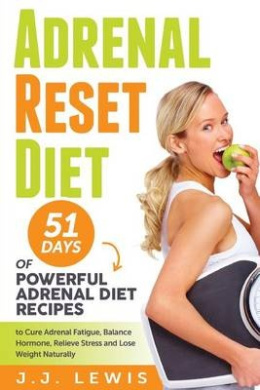 ADRENAL
RESET
DIET
51
DAYS
OF
POWERFUL
ADRENAL DIET
RECIPES
to Cure Adrenal Fatigue, Balance
Hormone, Relieve Stress and Lose
Weight Naturally
J.J. LEWIS